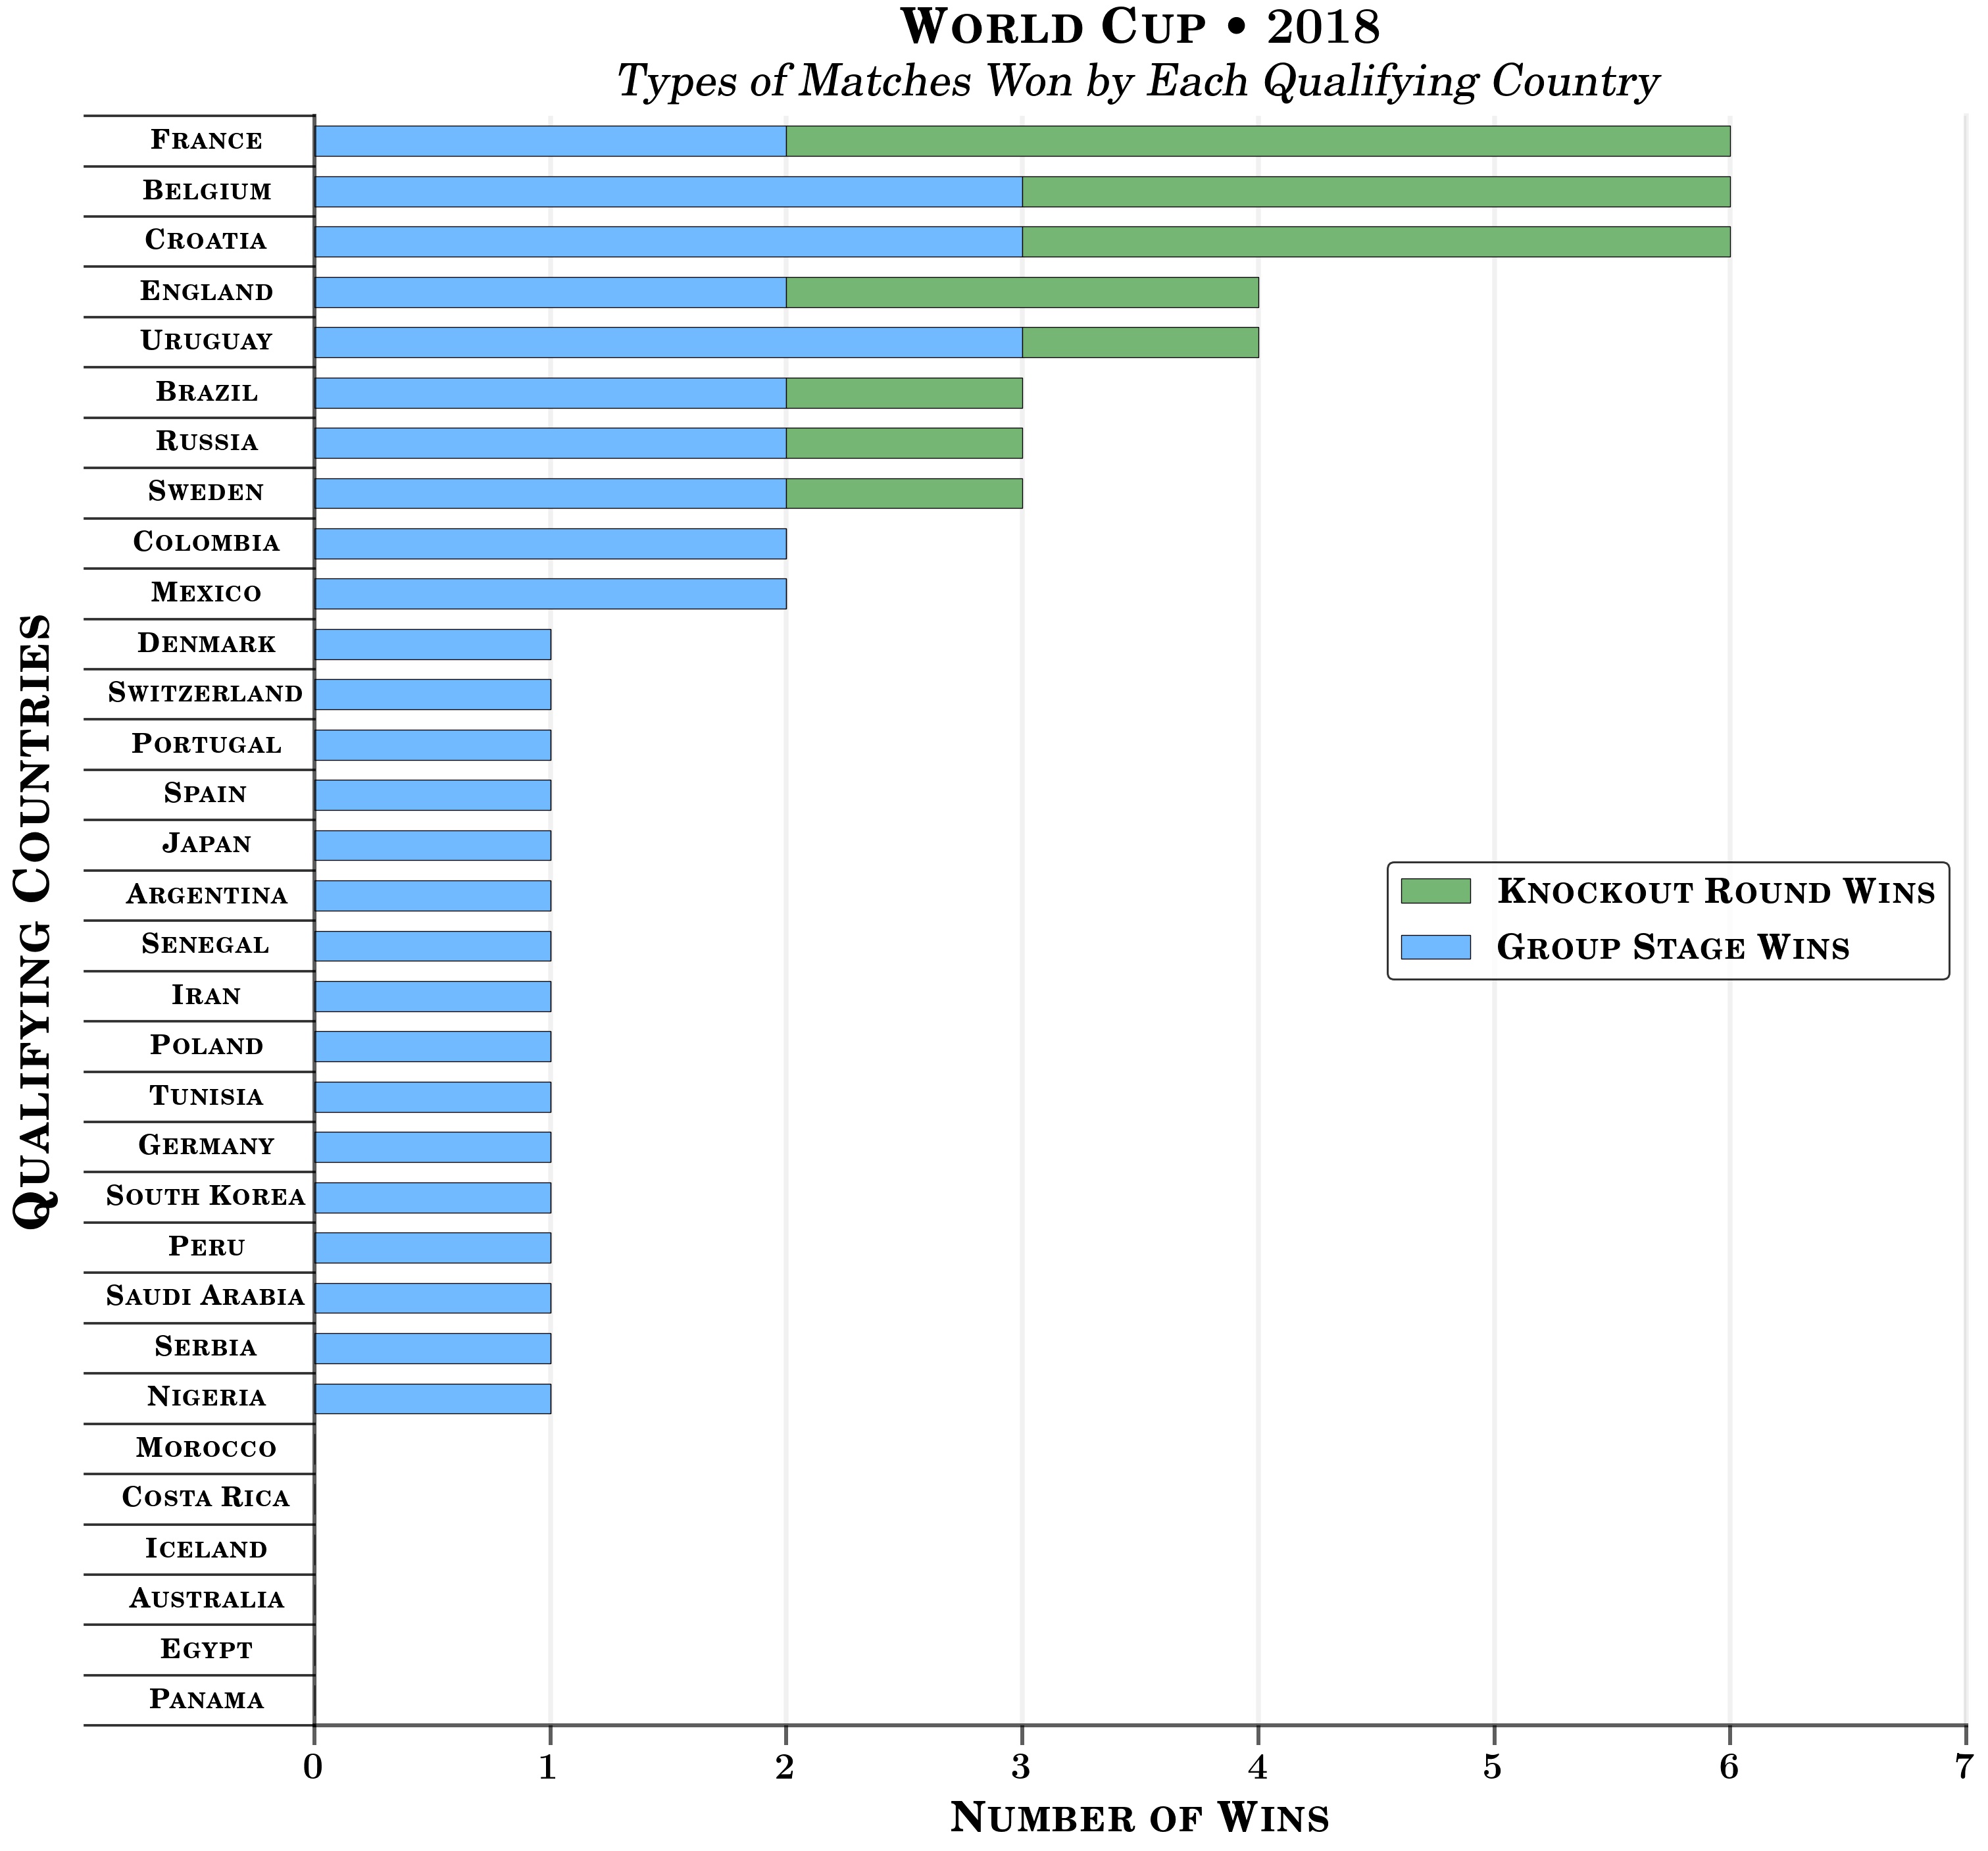 WORLD CUP • 2018
Types of Matches Won by Each Qualifying Country
QUALIFYING COUNTRIES
FRANCE
BELGIUM
CROATIA
ENGLAND
URUGUAY
BRAZIL
RUSSIA
SWEDEN
COLOMBIA
MEXICO
DENMARK
SWITZERLAND
PORTUGAL
SPAIN
JAPAN
ARGENTINA
SENEGAL
IRAN
POLAND
TUNISIA
GERMANY
SOUTH KOREA
PERU
SAUDI ARABIA
SERBIA
NIGERIA
MOROCCO
COSTA RICA
ICELAND
AUSTRALIA
EGYPT
PANAMA
KNOCKOUT ROUND WINS
GROUP STAGE WINS
0 1 2 3 4 5 6 7
NUMBER OF WINS